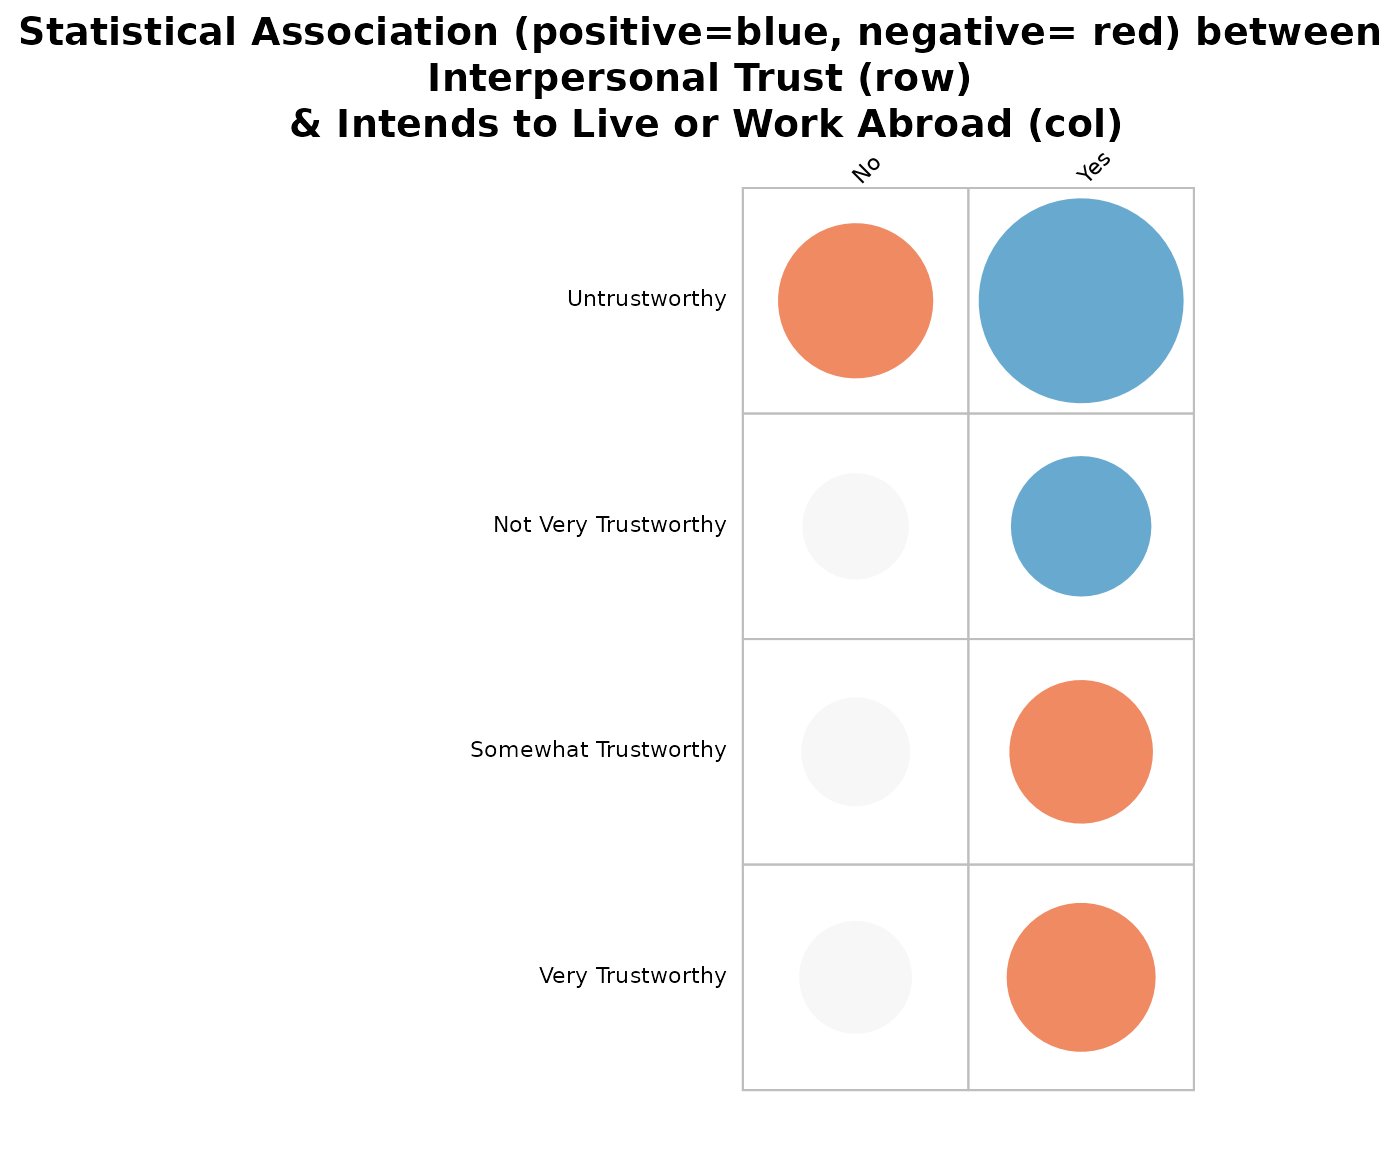 Statistical Association (positive=blue, negative= red) between
Interpersonal Trust (row)
& Intends to Live or Work Abroad (col)
No
Yes
Untrustworthy
Not Very Trustworthy
Somewhat Trustworthy
Very Trustworthy